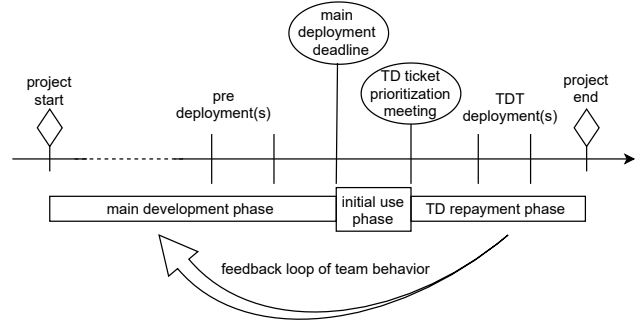 main
deployment
deadline
project
start
pre
deployment(s)
TD ticket
prioritization
meeting
TDT
deployment(s)
project
end
main development phase
initial use
phase
TD repayment phase
feedback loop of team behavior